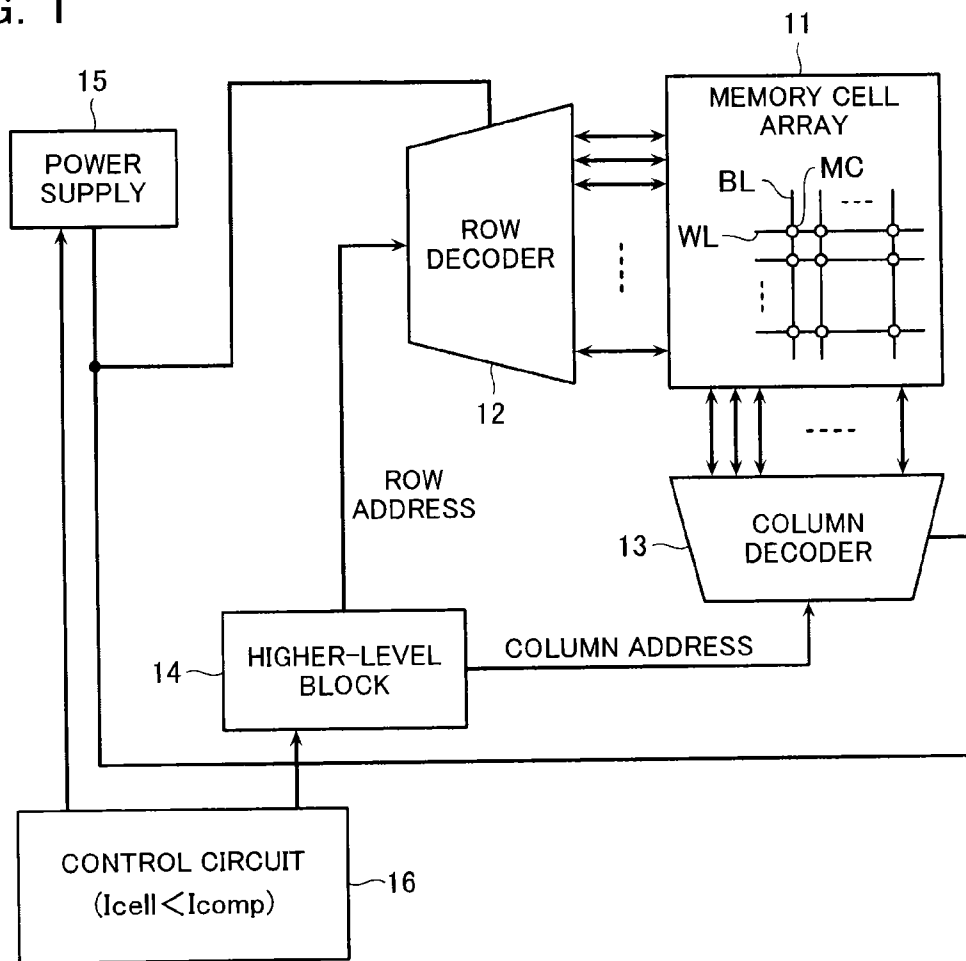 G. 1
11
15
MEMORY CELL
ARRAY
POWER
SUPPLY
BL
MC
WL
ROW
DECODER
12
ROW
ADDRESS
13
COLUMN
DECODER
14
HIGHER-LEVEL
BLOCK
COLUMN ADDRESS
CONTROL CIRCUIT
(Icell<Icomp)
16